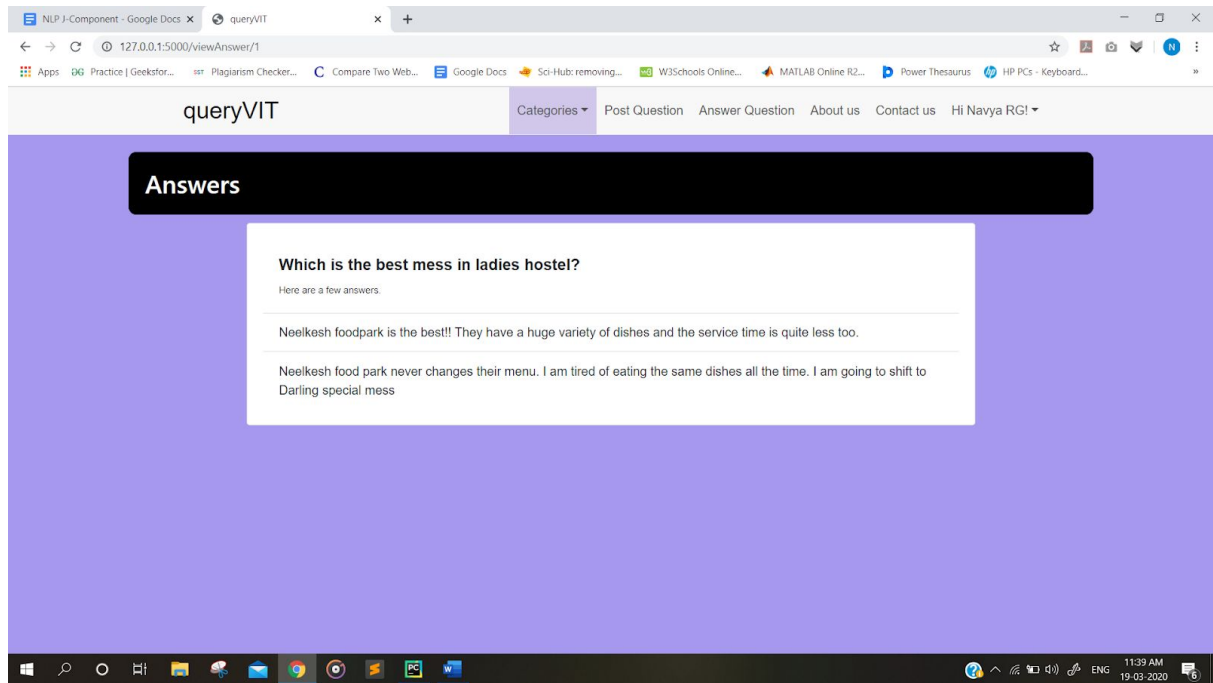 NLP J-Component - Google Docs
queryVIT
127.0.0.1:5000/viewAnswer/1
N
Apps
GG Practice | Geeksfor...
SST Plagiarism Checker...
C Compare Two Web...
Google Docs
Sci-Hub: removing...
W3Schools Online...
MATLAB Online R2...
Power Thesaurus
HP PCs - Keyboard...
»
queryVIT
Categories
Post Question
Answer Question
About us
Contact us
Hi Navya RG!
Answers
Which is the best mess in ladies hostel?
Here are a few answers.
Neelkesh foodpark is the best!! They have a huge variety of dishes and the service time is quite less too.
Neelkesh food park never changes their menu. I am tired of eating the same dishes all the time. I am going to shift to
Darling special mess
PC
W
ENG
11:39 AM
19-03-2020
6